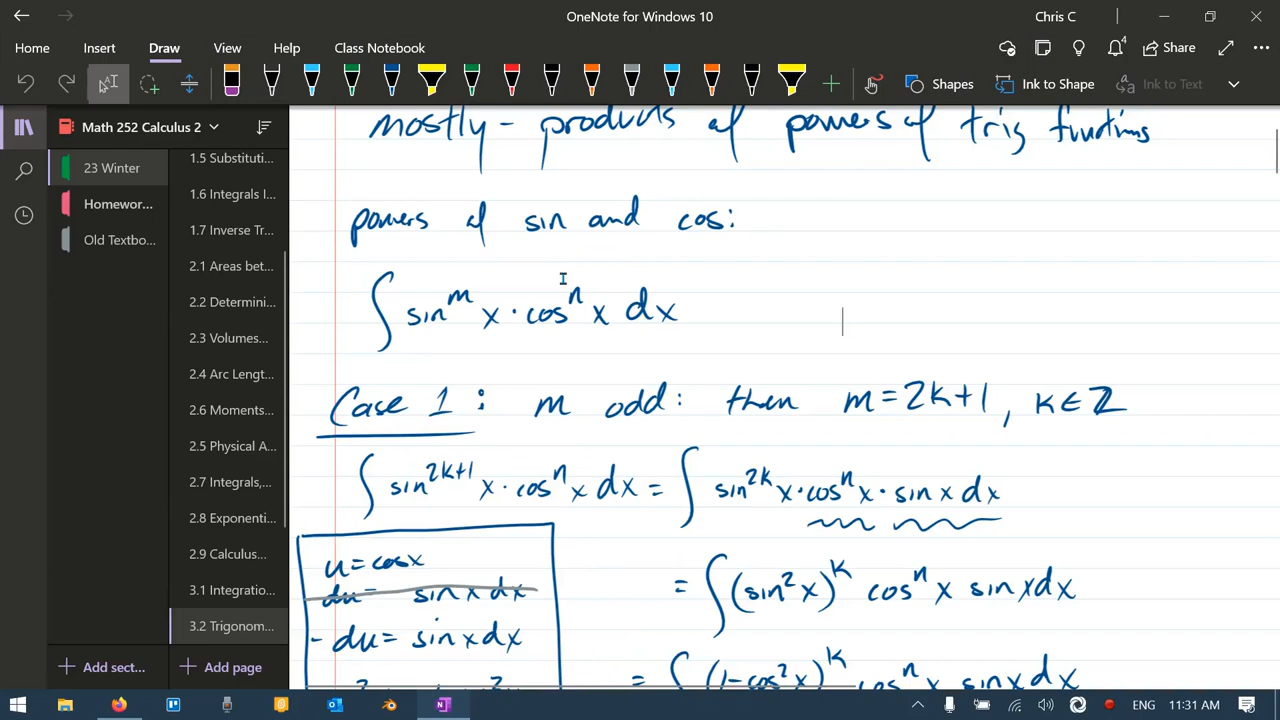 OneNote for Windows 10
Chris C
Home Insert Draw View Help Class Notebook
Share
Shapes
Ink to Shape
Ink to Text
Math 252 Calculus 2
23 Winter
Homewor...
Old Textbo...
1.5 Substituti...
1.6 Integrals I...
1.7 Inverse Tr...
2.1 Areas bet...
2.2 Determini...
2.3 Volumes...
2.4 Arc Lengt...
2.6 Moments...
2.5 Physical A...
2.7 Integrals,...
2.8 Exponenti...
2.9 Calculus...
3.1 Integratio...
3.2 Trigonom...
Add sect...
Add page
mostly - products of powers of trig functions
powers of sin and cos:
∫ sin^m x · cos^n x dx
Case 1: m odd: then m = 2k+1, k ∈ ℤ
∫ sin^{2k+1} x · cos^n x dx = ∫ sin^{2k} x · cos^n x · sin x dx
u = cos x
du = sin x dx
= ∫ (sin² x)^k cos^n x sin x dx
- du = sin x dx
= ∫ (1 - cos² x)^k cos^n x sin x dx
ENG
11:31 AM